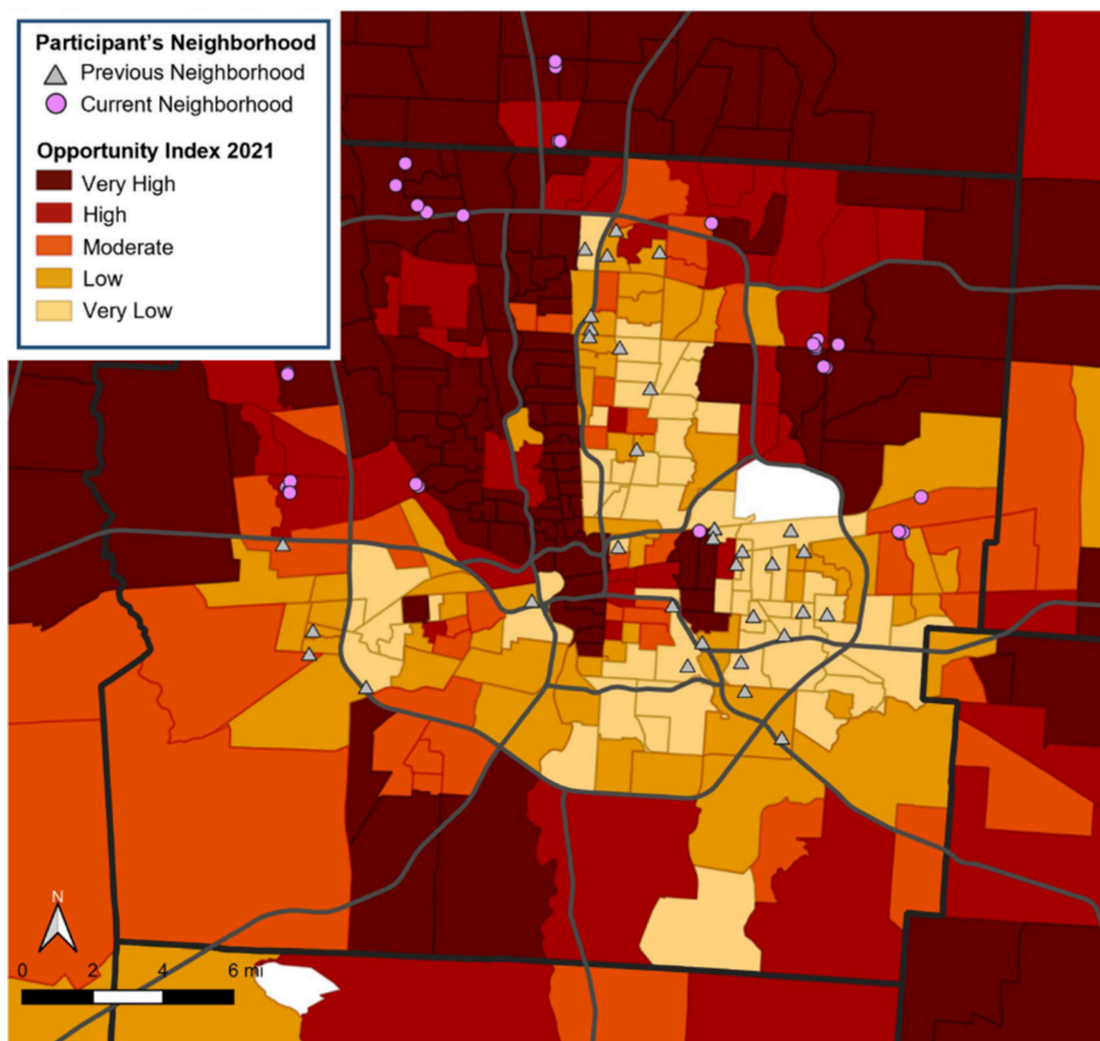 Participant's Neighborhood
Previous Neighborhood
Current Neighborhood
Opportunity Index 2021
Very High
High
Moderate
Low
Very Low
N
0 2 4 6 mi